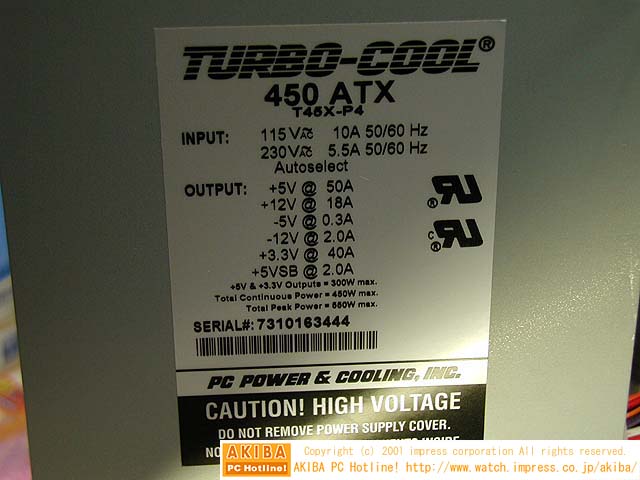 TURBO-COOL®
450 ATX
T45X-P4
INPUT: 115V 10A 50/60 Hz
230V 5.5A 50/60 Hz
Autoselect
OUTPUT: +5V @ 50A
+12V @ 18A
-5V @ 0.3A
-12V @ 2.0A
+3.3V @ 40A
+5VSB @ 2.0A
+5V & +3.3V Outputs = 300W max.
Total Continuous Power = 450W max.
Total Peak Power = 550W max.
SERIAL#: 7310163444
PC POWER & COOLING, INC.
CAUTION! HIGH VOLTAGE
DO NOT REMOVE POWER SUPPLY COVER.
NO INSIDE
AKIBA PC Hotline!
Copyright (c) 2001 impress corporation All rights reserved.
AKIBA PC Hotline! http://www.watch.impress.co.jp/akiba/